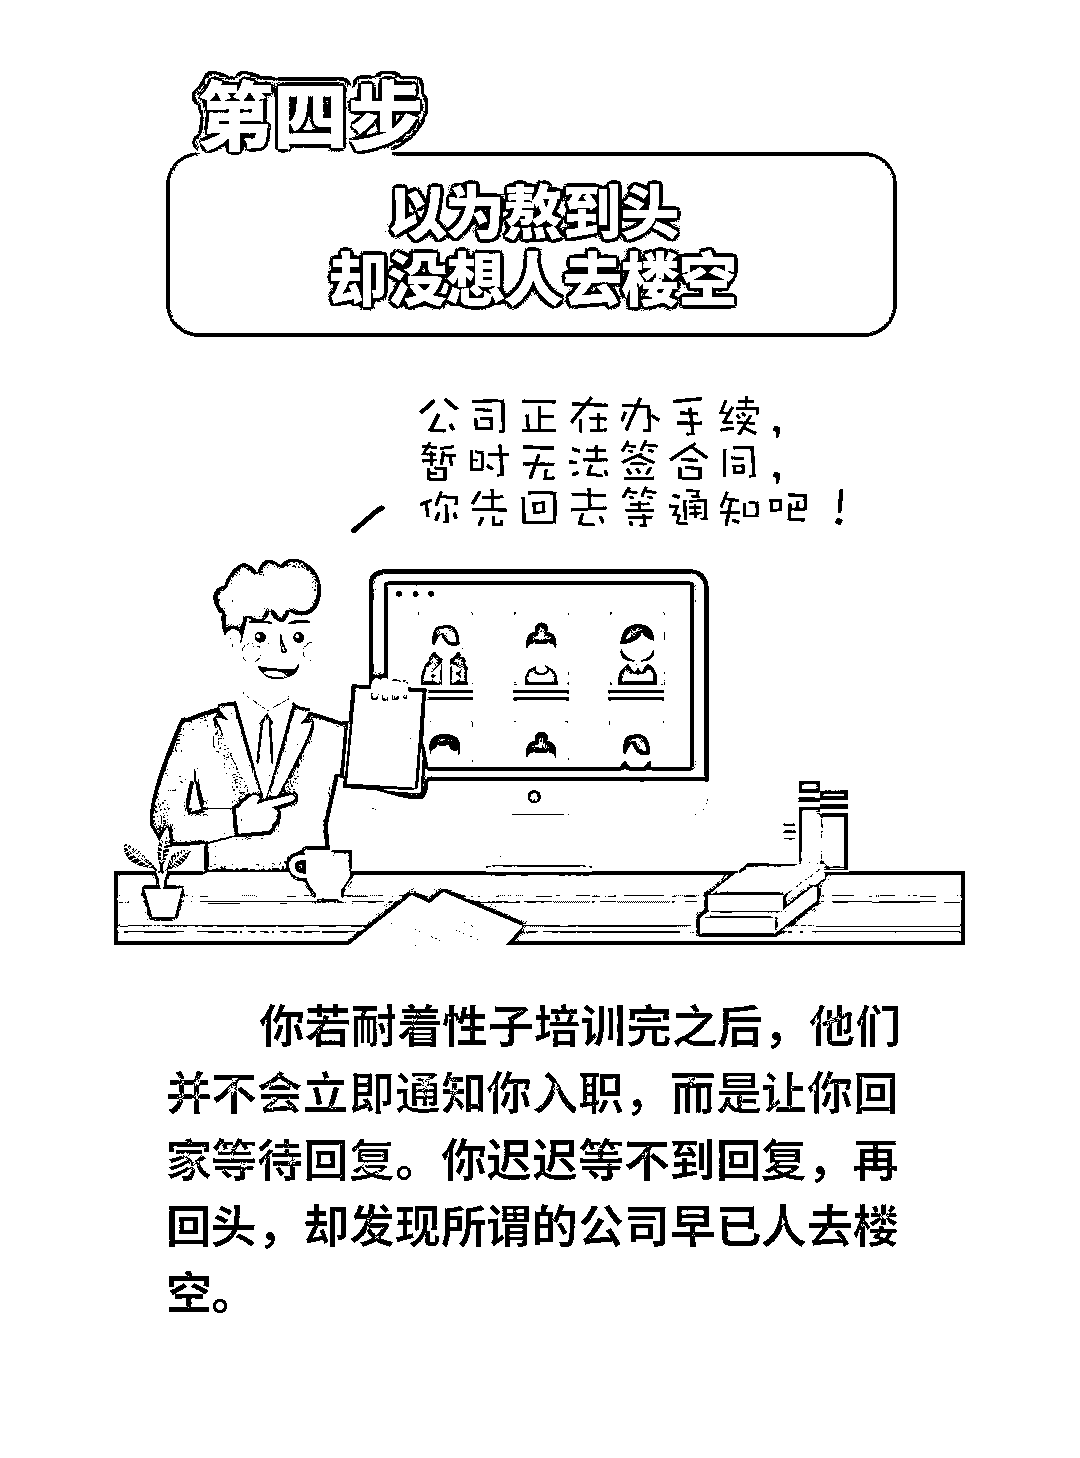 第四步
以为熬到头
却没想人去楼空
公司正在办手续，
暂时无法签合同，
你先回去等通知吧！
你若耐着性子培训完之后，他们
并不会立即通知你入职，而是让你回
家等待回复。你迟迟等不到回复，再
回头，却发现所谓的公司早已人去楼
空。